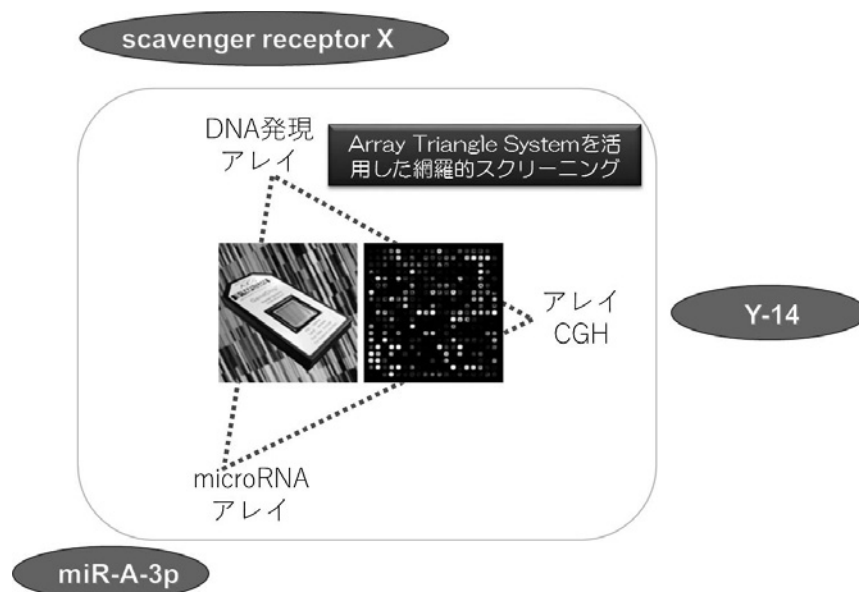 scavenger receptor X
DNA発現
アレイ
Array Triangle Systemを活
用した網羅的スクリーニング
アレイ
CGH
Y-14
microRNA
アレイ
miR-A-3p